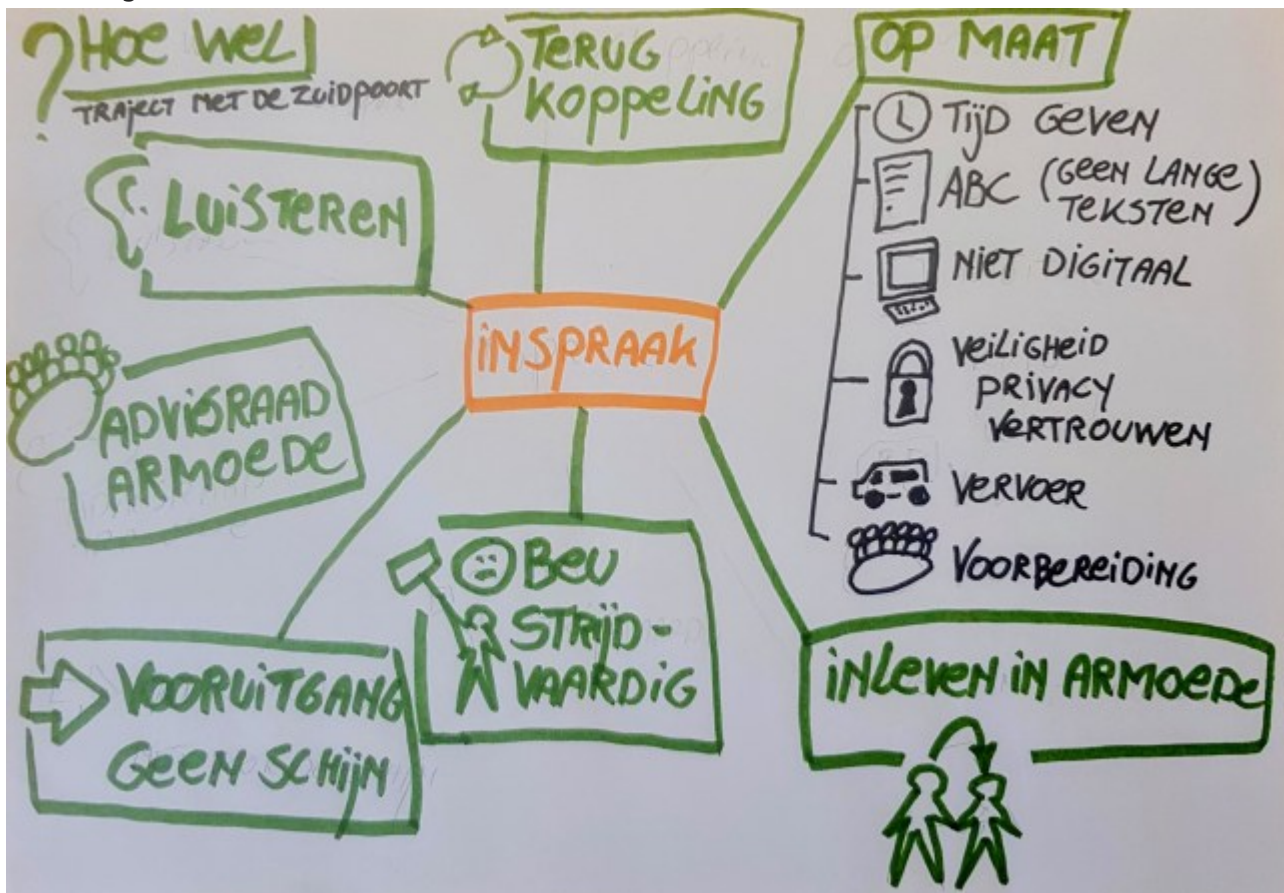 ? HOE WEL
TRAJECT MET DE ZUIDPOORT
TERUG
KOPPELING
OP MAAT
TIJD GEVEN
ABC (GEEN LANGE
TEKSTEN)
NIET DIGITAAL
VEILIGHEID
PRIVACY
VERTROUWEN
VERVOER
VOORBEREIDING
LUISTEREN
INSPRAAK
ADVIESRAAD
ARMOEDE
BEU
STRIJD-
VAARDIG
VOORUITGANG
GEEN SCHIJN
INLEVEN IN ARMOEDE